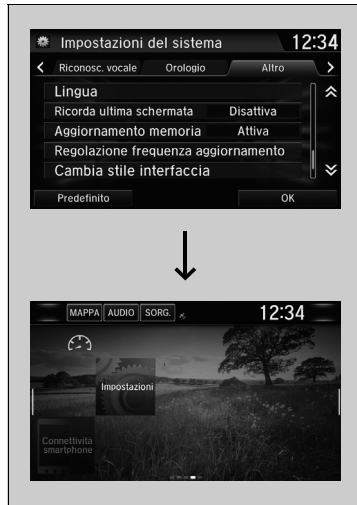 Impostazioni del sistema 12:34
Riconosc. vocale Orologio Altro
Lingua
Ricorda ultima schermata Disattiva
Aggiornamento memoria Attiva
Regolazione frequenza aggiornamento
Cambia stile interfaccia
Predefinito OK
MAPPA AUDIO SORG. 12:34
Impostazioni
Connettività
smartphone